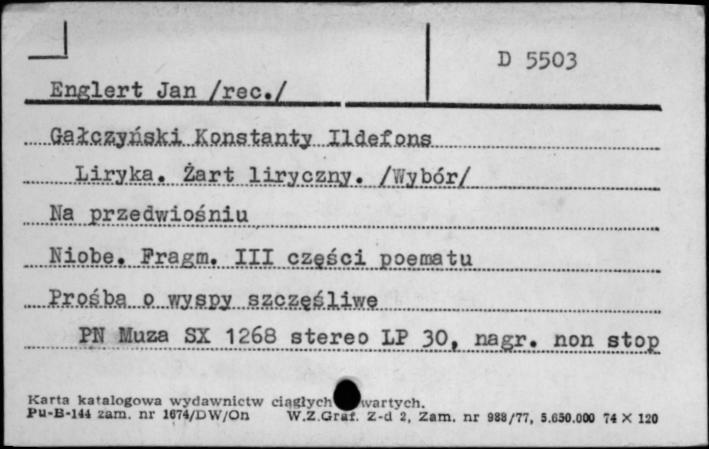 D 5503
Englert Jan /rec./
Gałczyński Konstanty Ildefons
Liryka. Żart liryczny. /Wybór/
Na przedwiośniu
Niobe. Fragm. III części poematu
Prośba o wyspy szczęśliwe
PN Muza SX 1268 stereo LP 30, nagr. non stop
Karta katalogowa wydawnictw ciągłych wartych.
Pu-B-144 zam. nr 1674/DW/On W.Z.Graf. Z-d 2, Zam. nr 988/77, 5.650.000 74 X 120